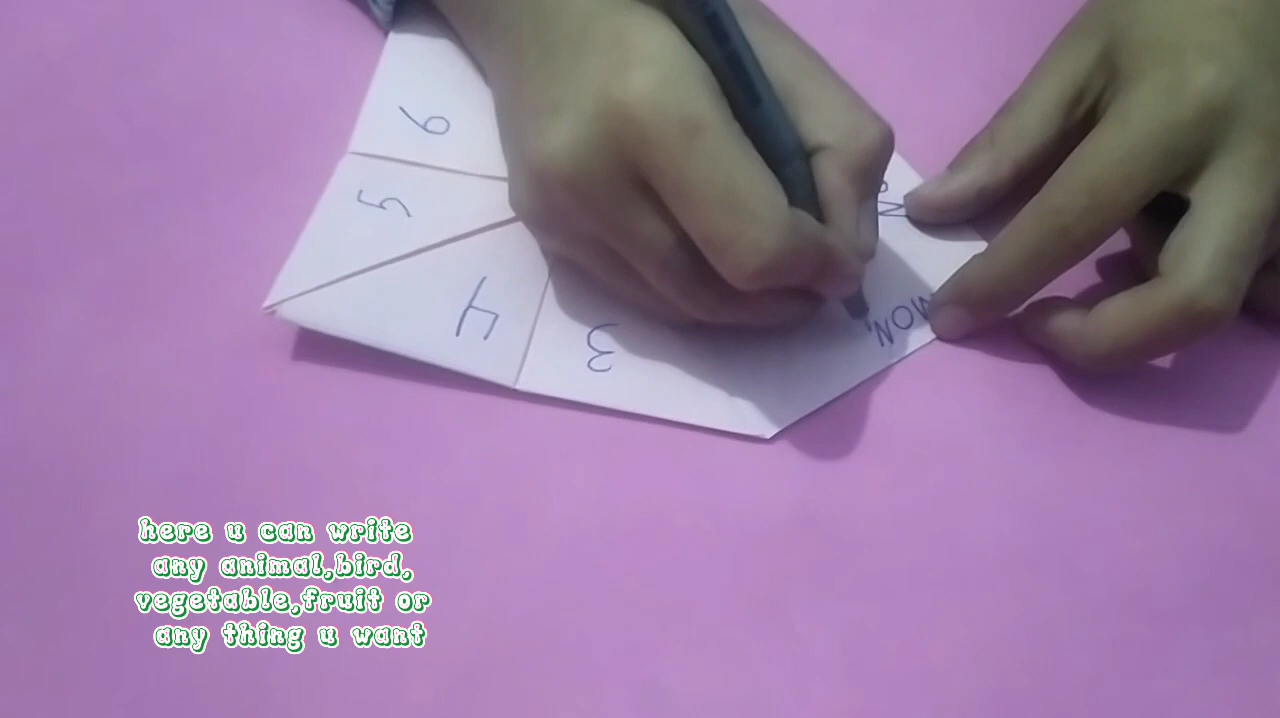 6
5
4
3
MON
here u can write
any animal,bird,
vegetable,fruit or
any thing u want